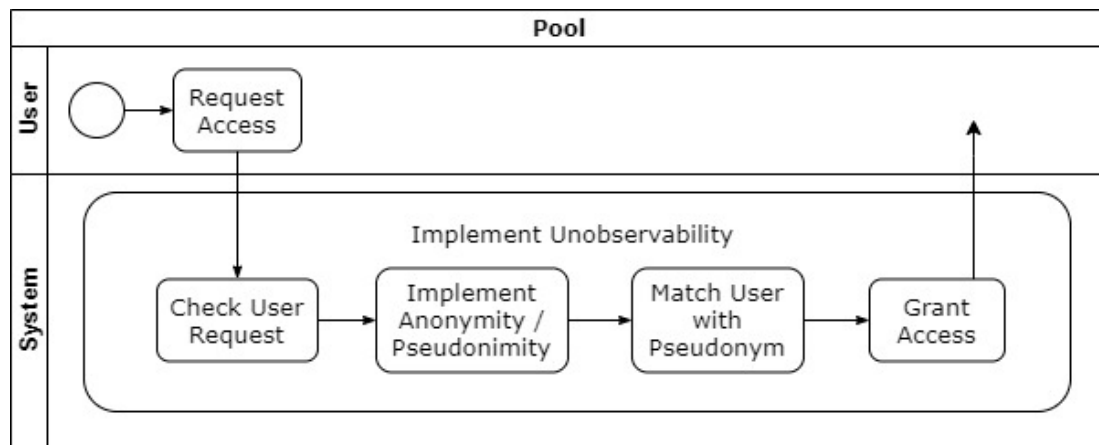 Pool
User
Request
Access
System
Implement Unobservability
Check User
Request
Implement
Anonymity /
Pseudonimity
Match User
with
Pseudonym
Grant
Access